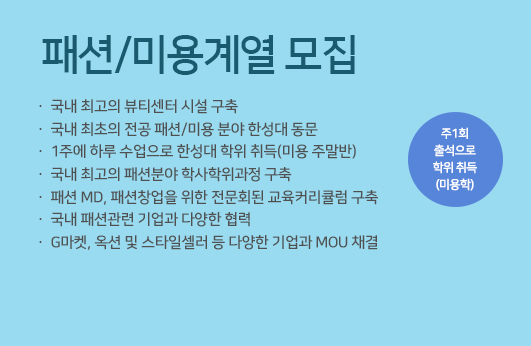 패션/미용계열 모집
· 국내 최고의 뷰티센터 시설 구축
· 국내 최초의 전공 패션/미용 분야 한성대 동문
· 1주에 하루 수업으로 한성대 학위 취득(미용 주말반)
· 국내 최고의 패션분야 학사학위과정 구축
· 패션 MD, 패션창업을 위한 전문회된 교육커리큘럼 구축
· 국내 패션관련 기업과 다양한 협력
· G마켓, 옥션 및 스타일셀러 등 다양한 기업과 MOU 채결
주1회
출석으로
학위 취득
(미용학)